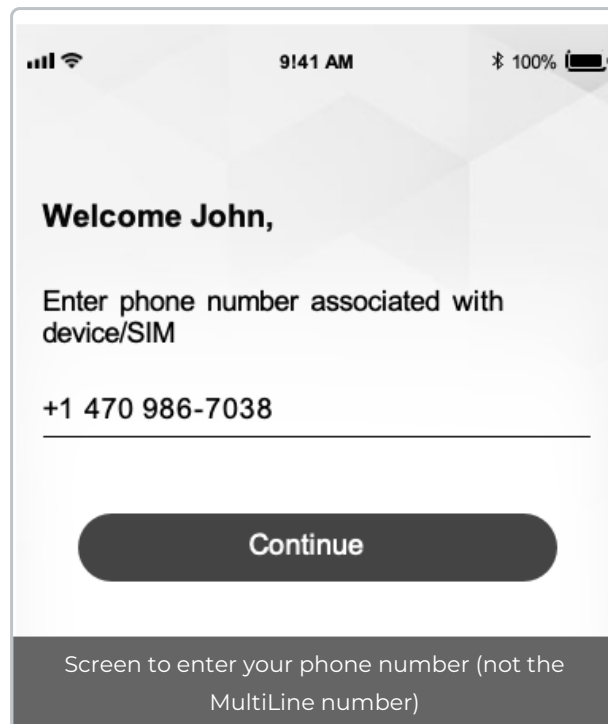 9:41 AM
100%
Welcome John,
Enter phone number associated with
device/SIM
+1 470 986-7038
Continue
Screen to enter your phone number (not the
MultiLine number)